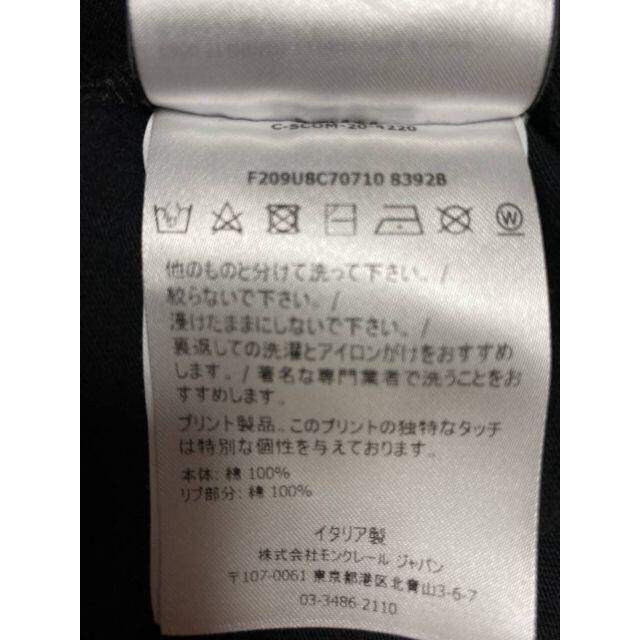 C-SCOM-20-4220
F209U8C70710 8392B
他のものと分けて洗って下さい。/
絞らないで下さい。/
浸けたままにしないで下さい。/
裏返しての洗濯とアイロンがけをおすすめ
します。/ 著名な専門業者で洗うことをお
すすめします。
プリント製品。このプリントの独特なタッチ
は特別な個性を与えております。
本体: 綿 100%
リブ部分: 綿 100%
イタリア製
株式会社モンクレール ジャパン
〒107-0061 東京都港区北青山3-6-7
03-3486-2110